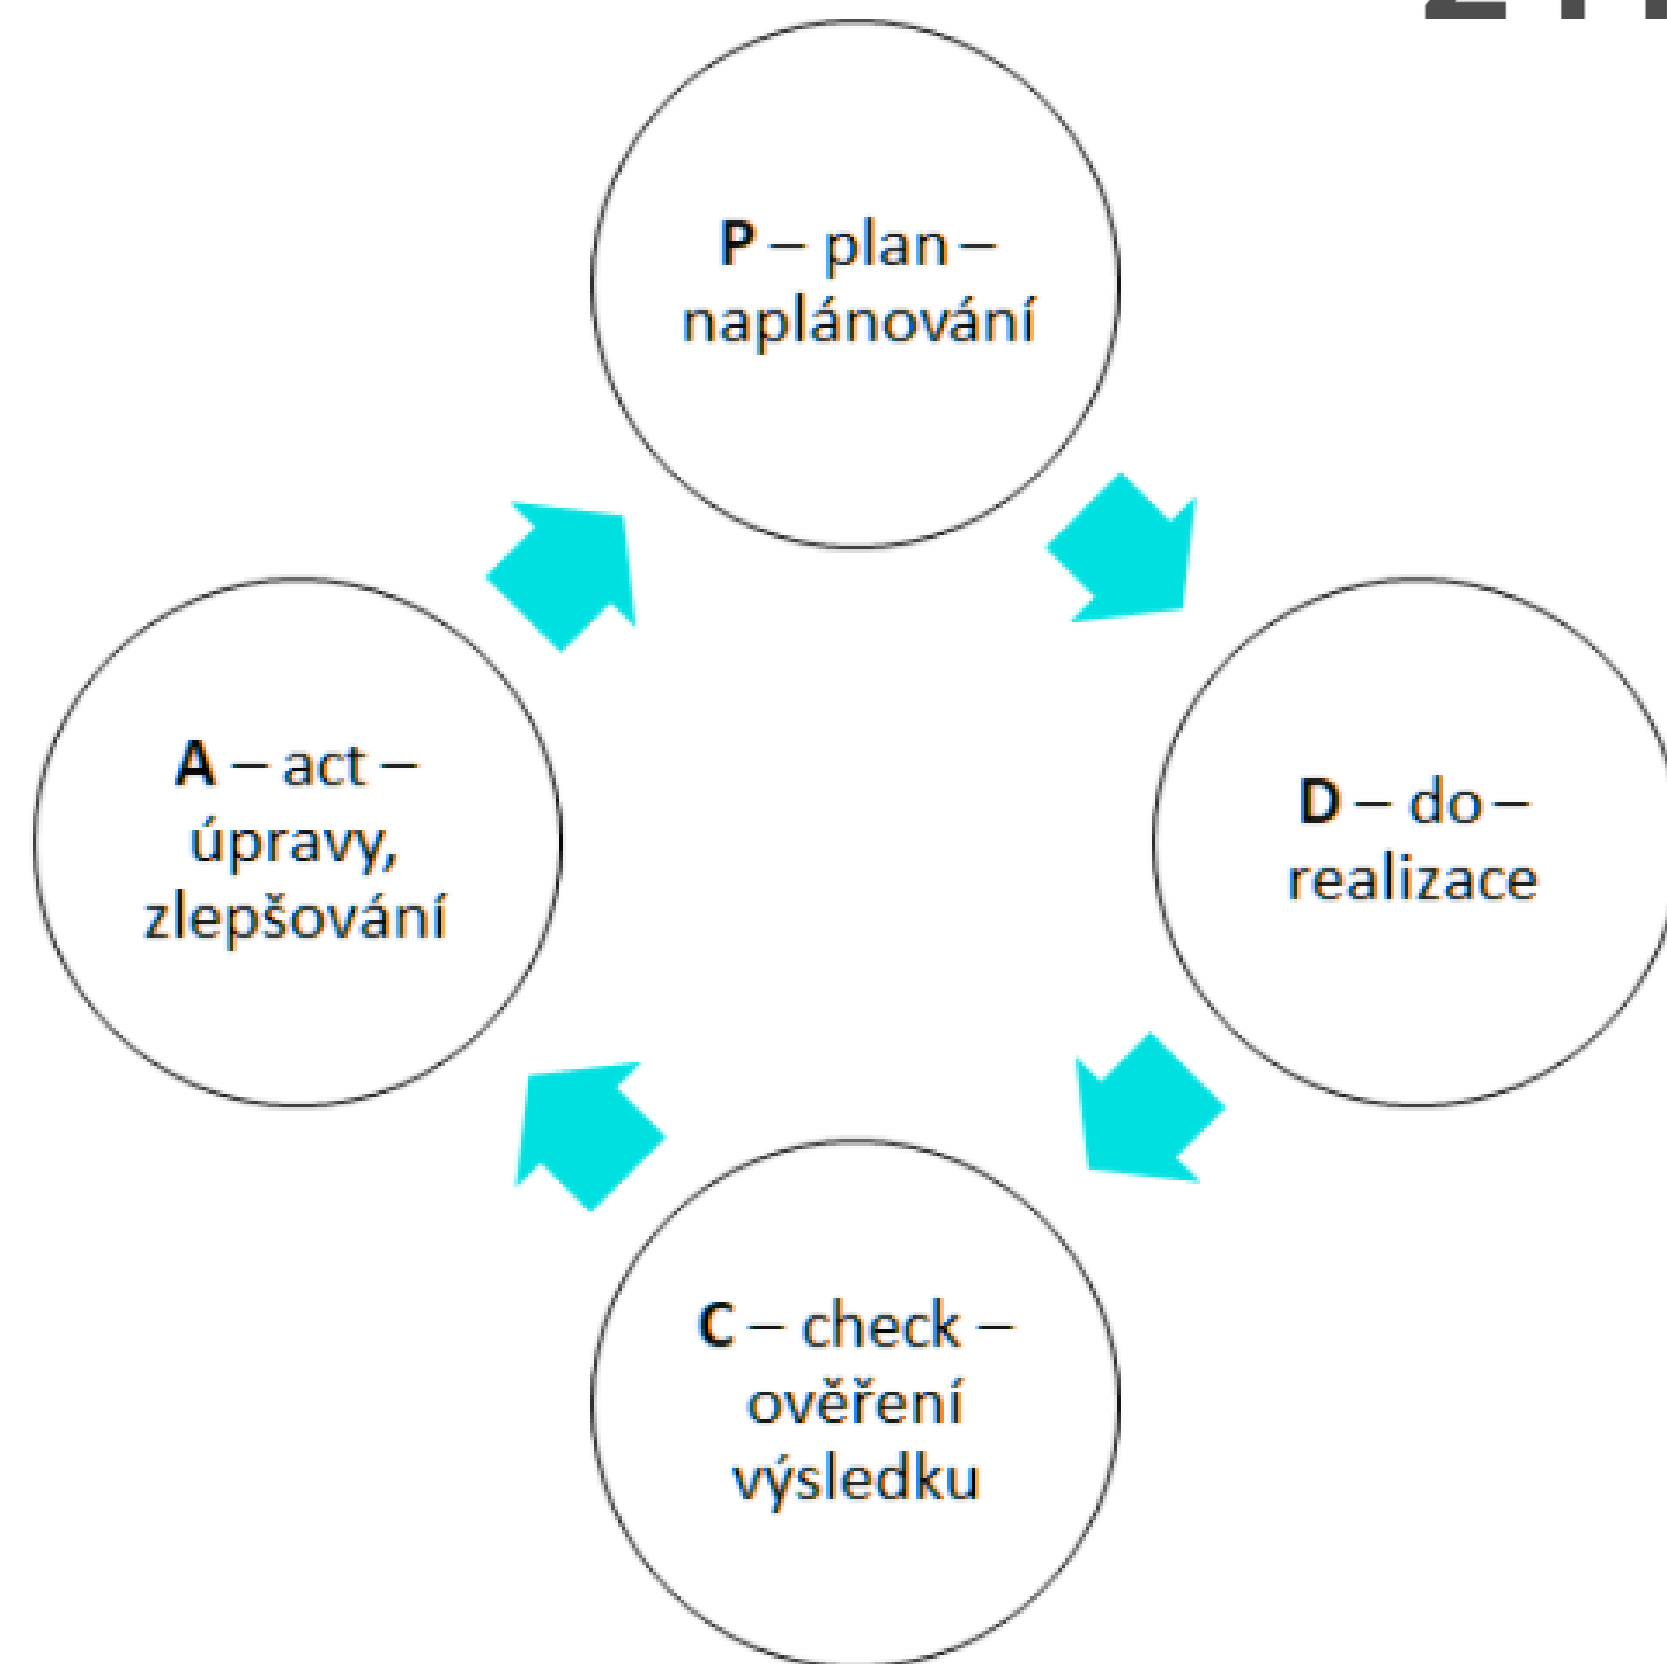 P – plan –
naplánování
D – do –
realizace
C – check –
ověření
výsledku
A – act –
úpravy,
zlepšování